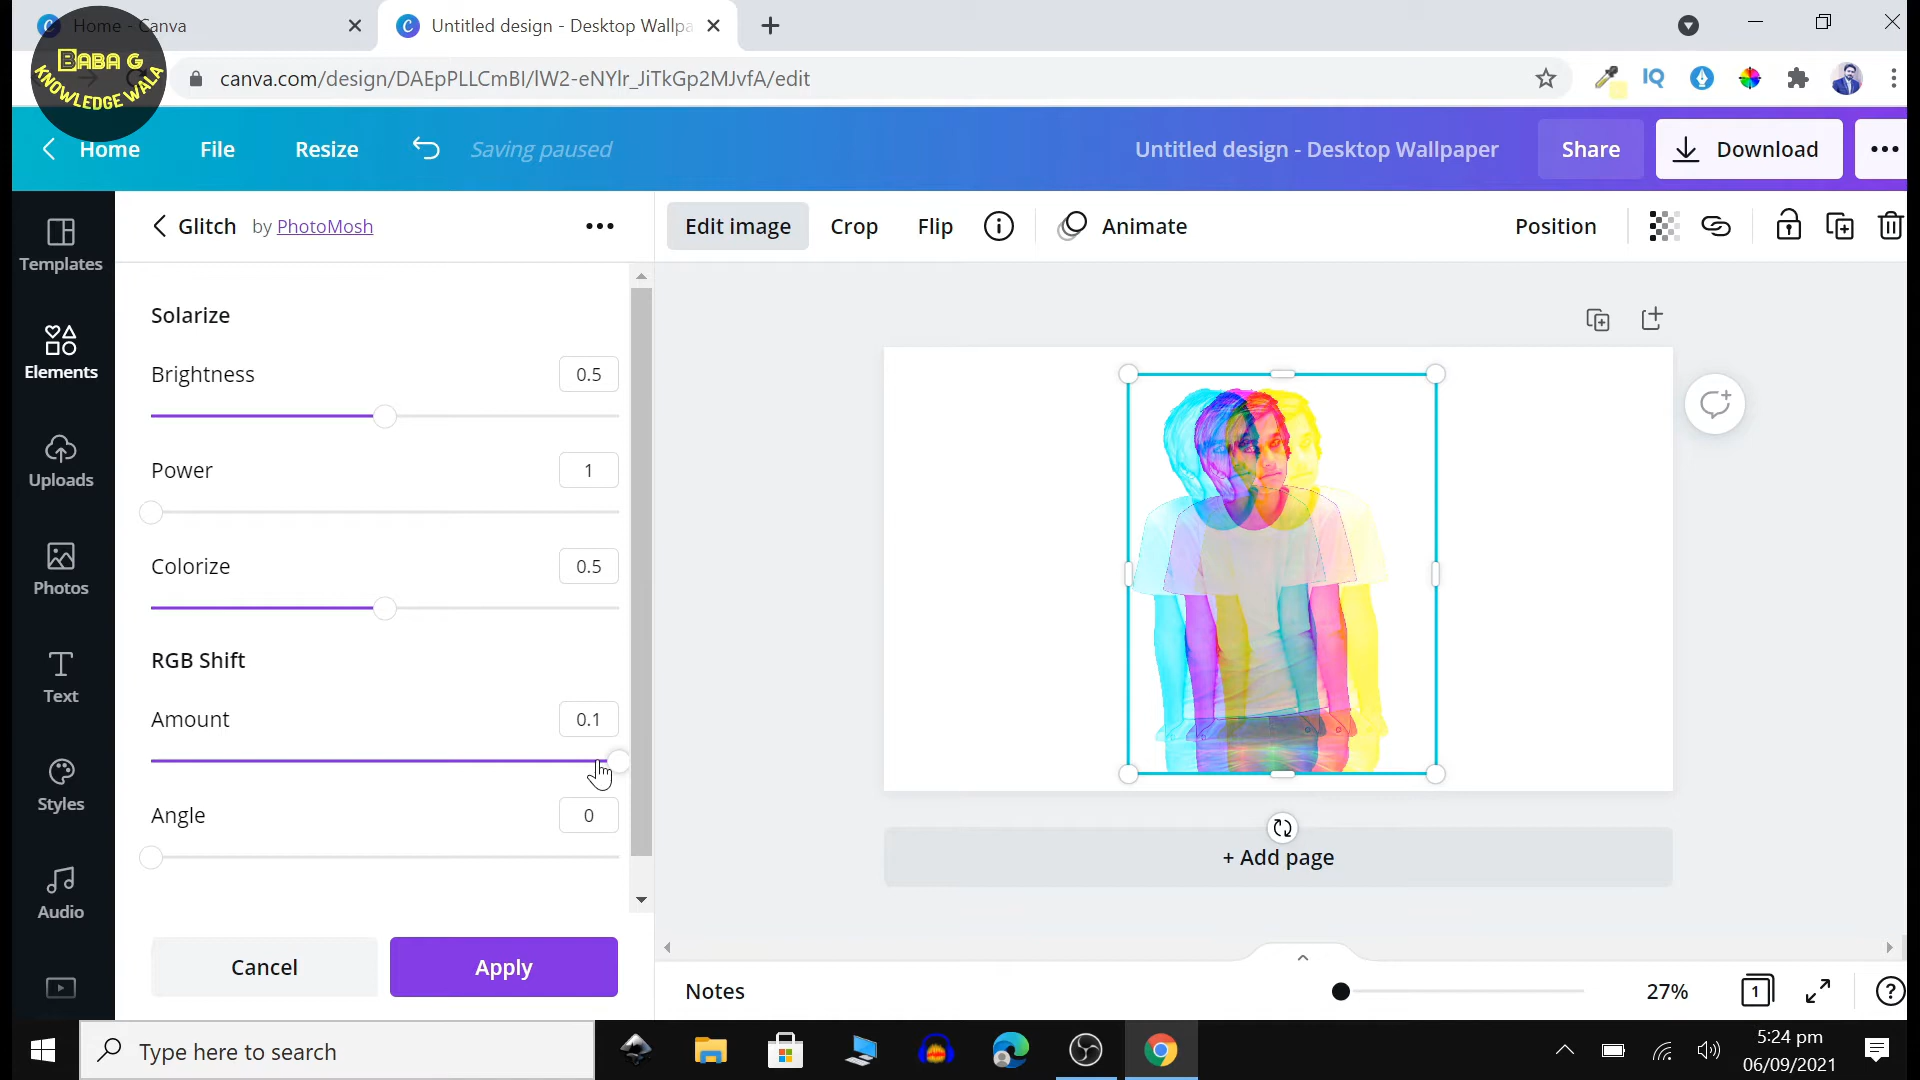 Home - Canva
Untitled design - Desktop Wallpa
BABA G
KNOWLEDGE WALA
canva.com/design/DAEpPLLCmBI/lW2-eNYlr_JiTkGp2MJvfA/edit
IQ
Home
File
Resize
Saving paused
Untitled design - Desktop Wallpaper
Share
Download
Templates
Elements
Uploads
Photos
Text
Styles
Audio
Glitch by PhotoMosh
Edit image
Crop
Flip
Animate
Position
Solarize
Brightness 0.5
Power 1
Colorize 0.5
RGB Shift
Amount 0.1
Angle 0
Cancel
Apply
+ Add page
Notes
27%
1
?
Type here to search
5:24 pm
06/09/2021